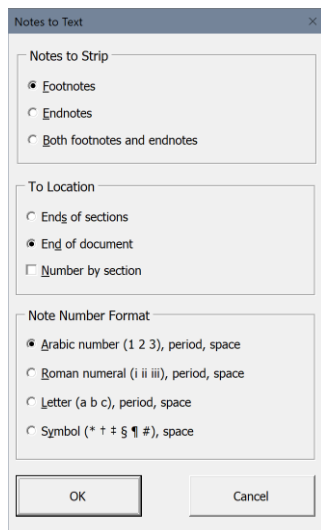 Notes to Text
Notes to Strip
Footnotes
Endnotes
Both footnotes and endnotes
To Location
Ends of sections
End of document
Number by section
Note Number Format
Arabic number (1 2 3), period, space
Roman numeral (i ii iii), period, space
Letter (a b c), period, space
Symbol (* † ‡ § ¶ #), space
OK
Cancel